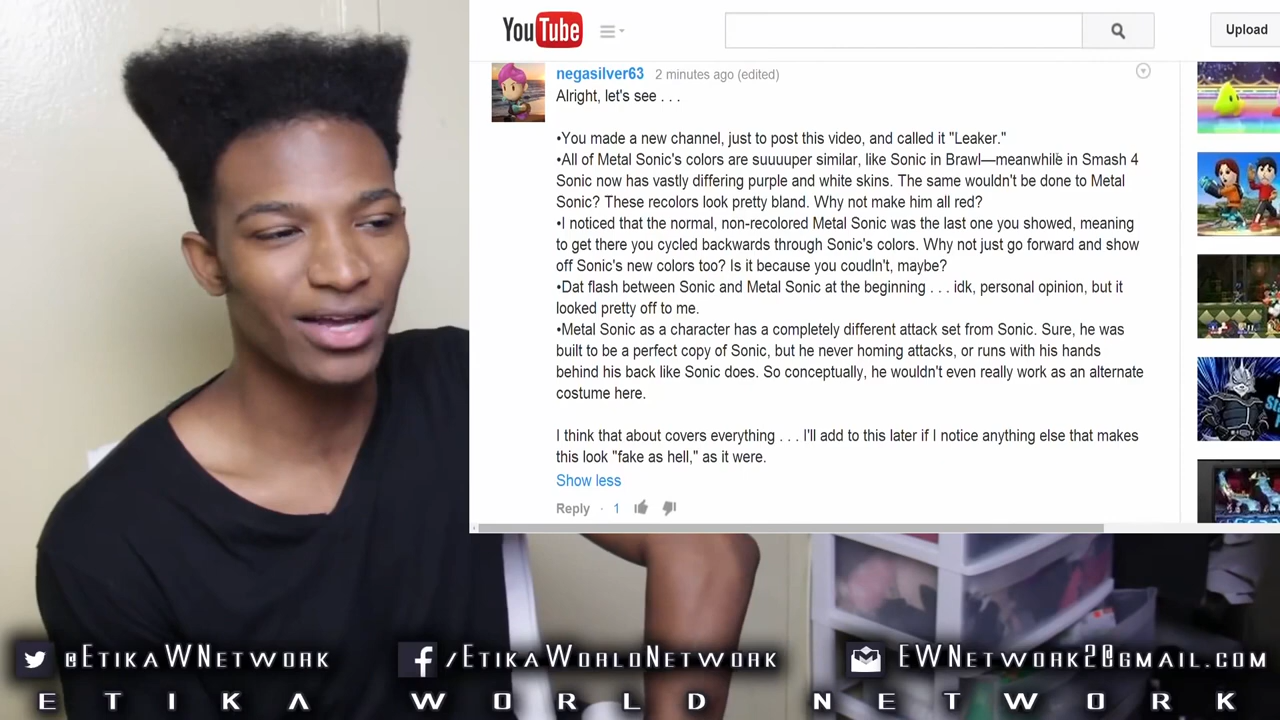 YouTube
Upload
negasilver63 2 minutes ago (edited)
Alright, let's see . . .
•You made a new channel, just to post this video, and called it "Leaker."
•All of Metal Sonic's colors are suuuuper similar, like Sonic in Brawl—meanwhile in Smash 4
Sonic now has vastly differing purple and white skins. The same wouldn't be done to Metal
Sonic? These recolors look pretty bland. Why not make him all red?
•I noticed that the normal, non-recolored Metal Sonic was the last one you showed, meaning
to get there you cycled backwards through Sonic's colors. Why not just go forward and show
off Sonic's new colors too? Is it because you coudln't, maybe?
•Dat flash between Sonic and Metal Sonic at the beginning . . . idk, personal opinion, but it
looked pretty off to me.
•Metal Sonic as a character has a completely different attack set from Sonic. Sure, he was
built to be a perfect copy of Sonic, but he never homing attacks, or runs with his hands
behind his back like Sonic does. So conceptually, he wouldn't even really work as an alternate
costume here.
I think that about covers everything . . . I'll add to this later if I notice anything else that makes
this look "fake as hell," as it were.
Show less
Reply · 1
@EtikaWNetwork /EtikaWorldNetwork EWNetwork2@gmail.com
ETIKA WORLD NETWORK